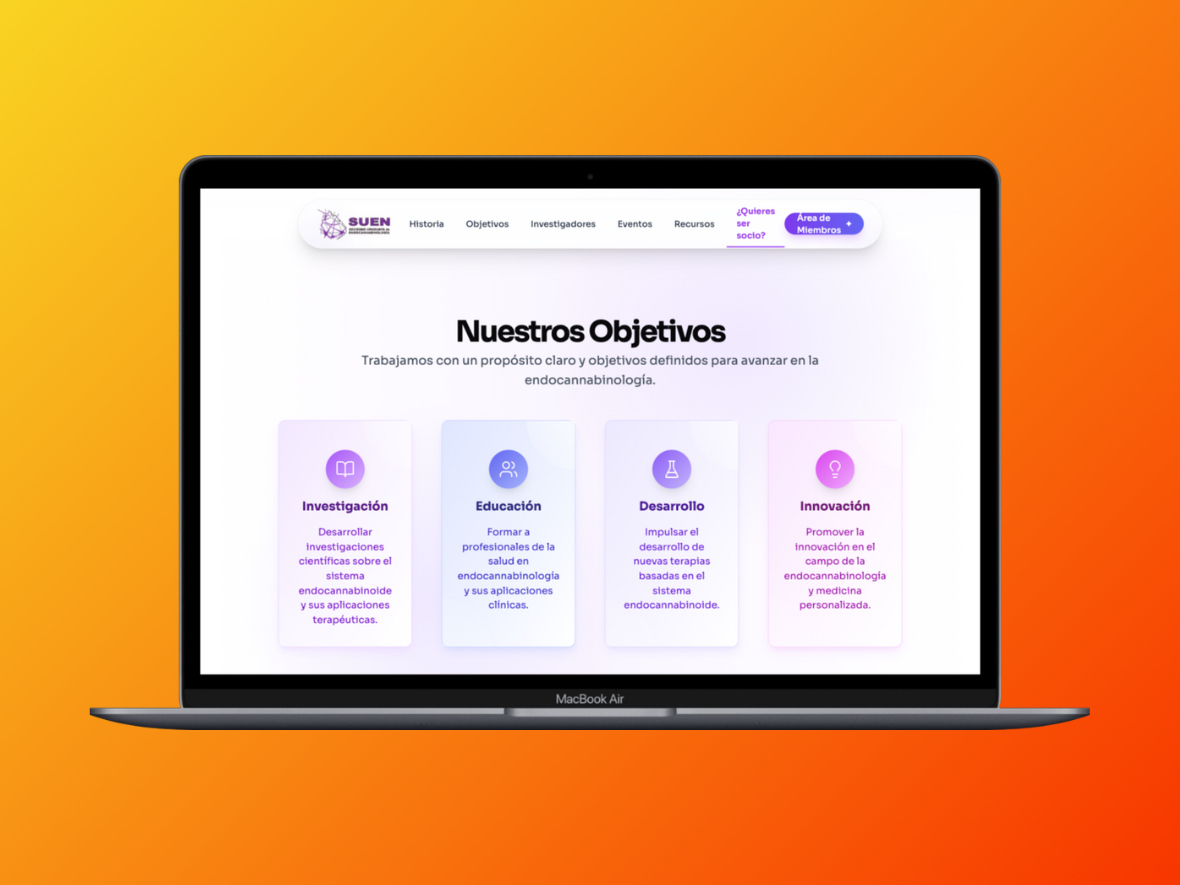 SUEN
Historia
Objetivos
Investigadores
Eventos
Recursos
¿Quieres
ser
socio?
Área de
Miembros
Nuestros Objetivos
Trabajamos con un propósito claro y objetivos definidos para avanzar en la
endocannabinología.
Investigación
Desarrollar
investigaciones
científicas sobre el
sistema
endocannabinoide
y sus aplicaciones
terapéuticas.
Educación
Formar a
profesionales de la
salud en
endocannabinología
y sus aplicaciones
clínicas.
Desarrollo
Impulsar el
desarrollo de
nuevas terapias
basadas en el
sistema
endocannabinoide.
Innovación
Promover la
innovación en el
campo de la
endocannabinología
y medicina
personalizada.
MacBook Air